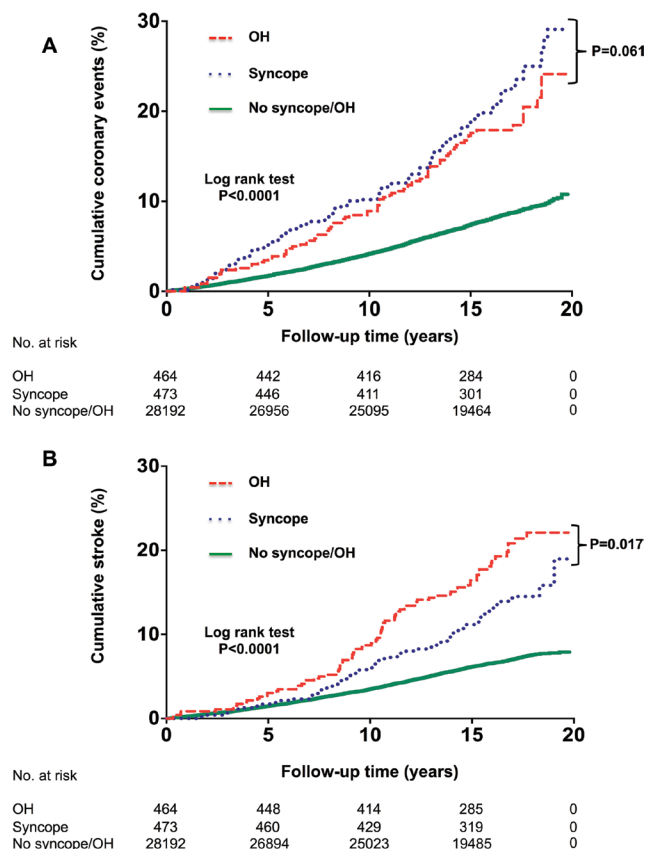 A
Cumulative coronary events (%)
30
20
10
0
OH
Syncope
No syncope/OH
P=0.061
Log rank test
P<0.0001
0 5 10 15 20
Follow-up time (years)
No. at risk
OH 464 442 416 284 0
Syncope 473 446 411 301 0
No syncope/OH 28192 26956 25095 19464 0
B
Cumulative stroke (%)
30
20
10
0
OH
Syncope
No syncope/OH
P=0.017
Log rank test
P<0.0001
0 5 10 15 20
Follow-up time (years)
No. at risk
OH 464 448 414 285 0
Syncope 473 460 429 319 0
No syncope/OH 28192 26894 25023 19485 0